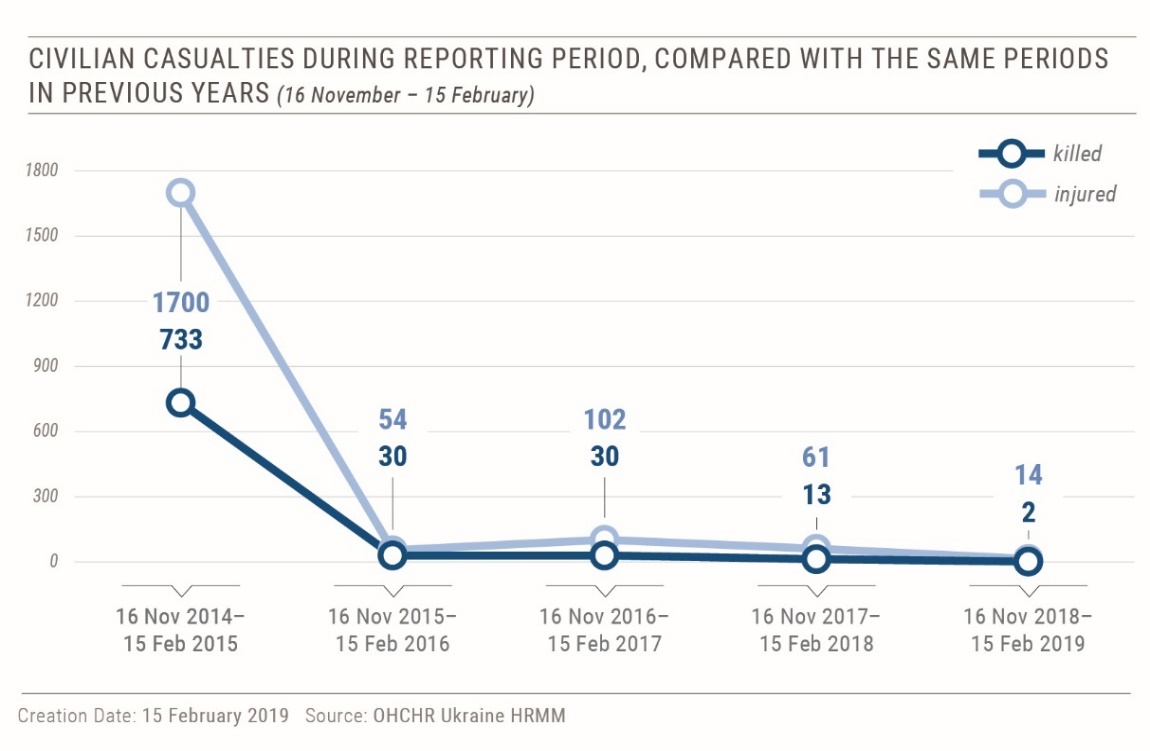 CIVILIAN CASUALTIES DURING REPORTING PERIOD, COMPARED WITH THE SAME PERIODS
IN PREVIOUS YEARS (16 November – 15 February)
killed
injured
1800
1500
1200
900
600
300
0
1700
733
54
30
102
30
61
13
14
2
16 Nov 2014–
15 Feb 2015
16 Nov 2015–
15 Feb 2016
16 Nov 2016–
15 Feb 2017
16 Nov 2017–
15 Feb 2018
16 Nov 2018–
15 Feb 2019
Creation Date: 15 February 2019 Source: OHCHR Ukraine HRMM